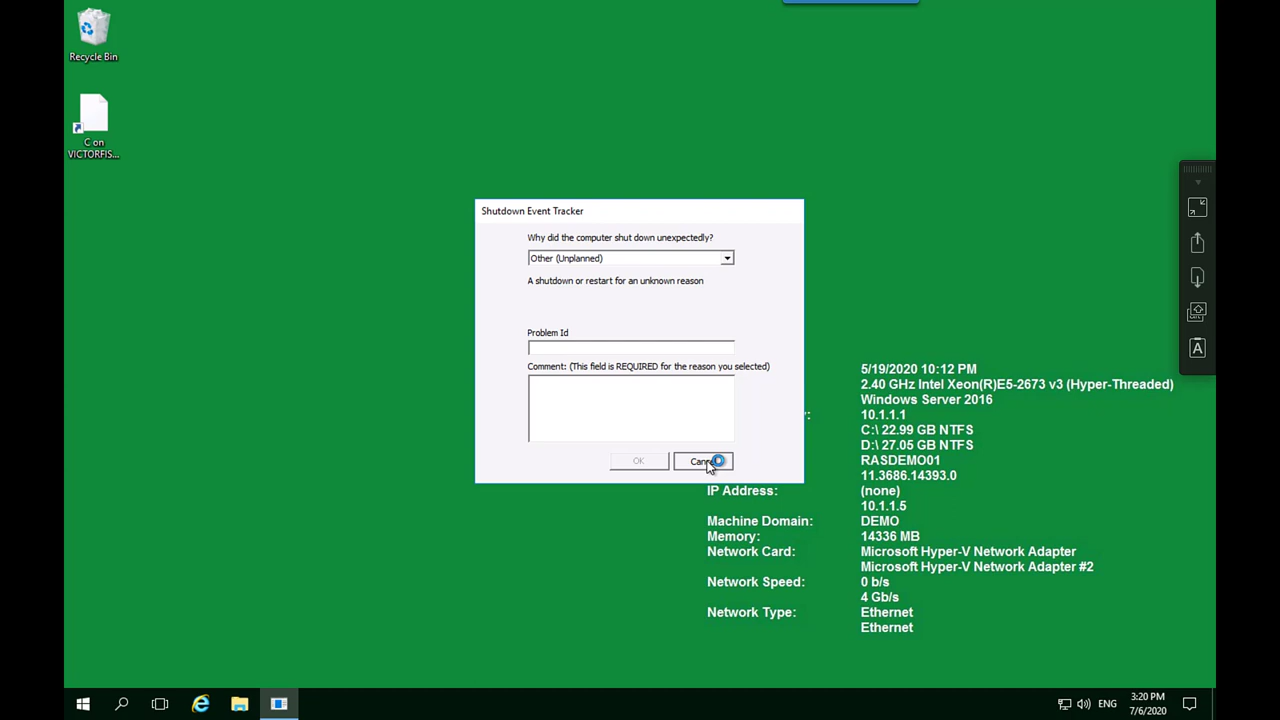 Recycle Bin
C on
VICTORFIS...
Shutdown Event Tracker
Why did the computer shut down unexpectedly?
Other (Unplanned)
A shutdown or restart for an unknown reason
Problem Id
Comment: (This field is REQUIRED for the reason you selected)
OK
5/19/2020 10:12 PM
2.40 GHz Intel Xeon(R)E5-2673 v3 (Hyper-Threaded)
Windows Server 2016
10.1.1.1
C:\ 22.99 GB NTFS
D:\ 27.05 GB NTFS
RASDEMO01
11.3686.14393.0
IP Address: (none)
10.1.1.5
Machine Domain: DEMO
Memory: 14336 MB
Network Card: Microsoft Hyper-V Network Adapter
Microsoft Hyper-V Network Adapter #2
Network Speed: 0 b/s
4 Gb/s
Network Type: Ethernet
Ethernet
ENG
3:20 PM
7/6/2020